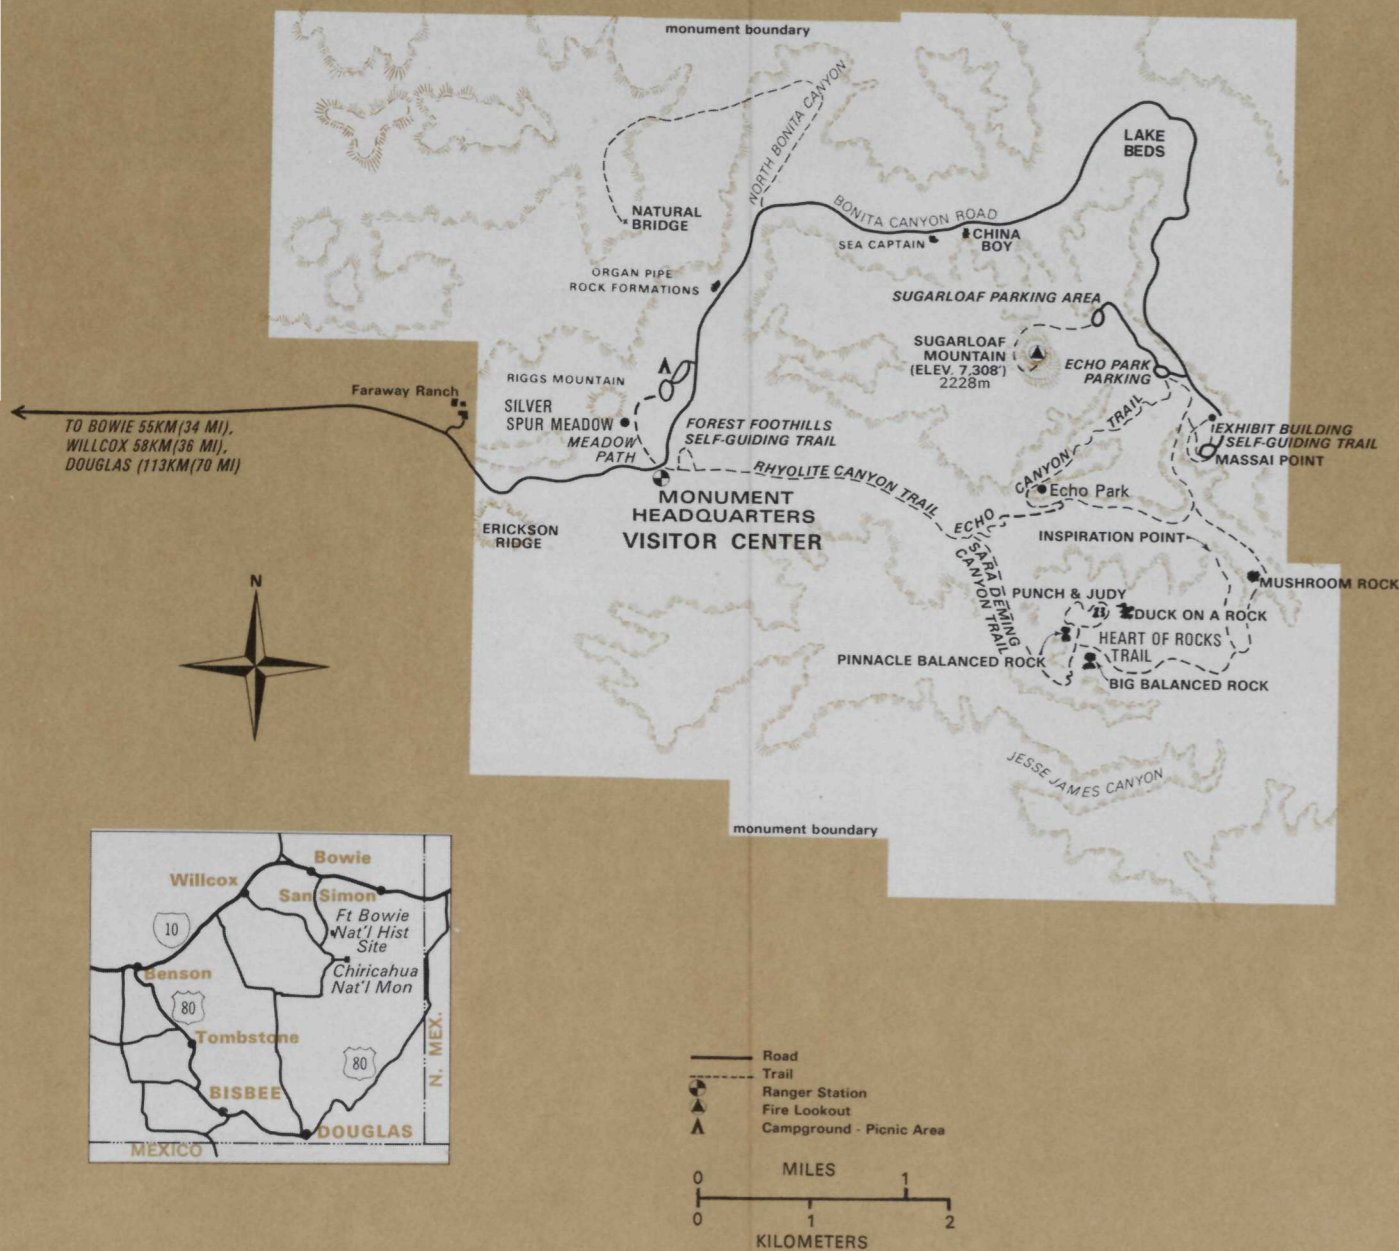 monument boundary
NORTH BONITA CANYON
LAKE
BEDS
NATURAL
BRIDGE
BONITA CANYON ROAD
SEA CAPTAIN
CHINA
BOY
ORGAN PIPE
ROCK FORMATIONS
SUGARLOAF PARKING AREA
SUGARLOAF
MOUNTAIN
(ELEV. 7,308')
2228m
ECHO PARK
PARKING
RIGGS MOUNTAIN
Faraway Ranch
SILVER
SPUR MEADOW
MEADOW
PATH
FOREST FOOTHILLS
SELF-GUIDING TRAIL
TO BOWIE 55KM(34 MI),
WILLCOX 58KM(36 MI),
DOUGLAS (113KM(70 MI)
EXHIBIT BUILDING
SELF-GUIDING TRAIL
MASSAI POINT
RHYOLITE CANYON TRAIL
ECHO CANYON TRAIL
Echo Park
MONUMENT
HEADQUARTERS
VISITOR CENTER
ERICKSON
RIDGE
INSPIRATION POINT
SARA DEMING
CANYON TRAIL
MUSHROOM ROCK
PUNCH & JUDY
DUCK ON A ROCK
HEART OF ROCKS
TRAIL
PINNACLE BALANCED ROCK
BIG BALANCED ROCK
JESSE JAMES CANYON
monument boundary
N
Bowie
Willcox
San Simon
Ft Bowie
Nat'l Hist
Site
10
Benson
Chiricahua
Nat'l Mon
80
Tombstone
80
N. MEX.
BISBEE
DOUGLAS
MEXICO
Road
Trail
Ranger Station
Fire Lookout
Campground - Picnic Area
MILES
0 1
0 1 2
KILOMETERS